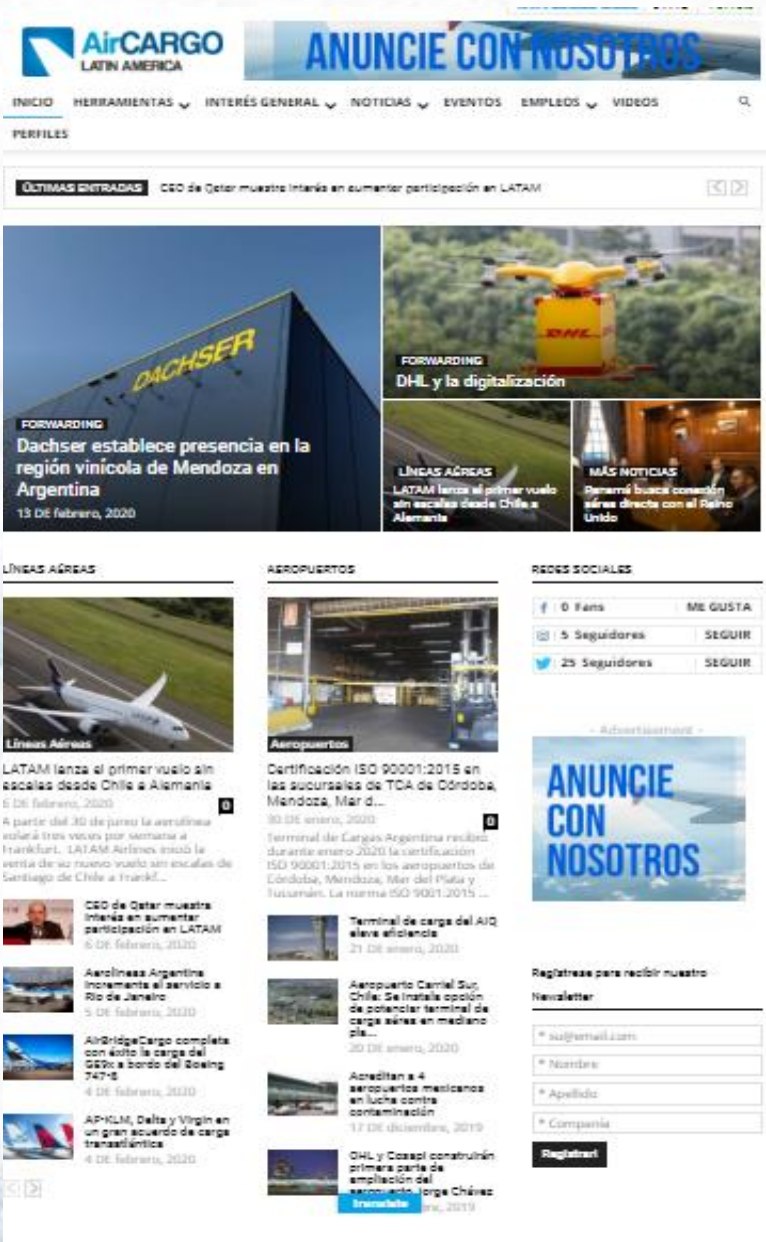 AirCARGO
LATIN AMERICA
ANUNCIE CON NOSOTROS
INICIO HERRAMIENTAS INTERÉS GENERAL NOTICIAS EVENTOS EMPLEOS VIDEOS
PERFILES
ÚLTIMAS ENTRADAS CEO de Qatar muestra interés en aumentar participación en LATAM
DACHSER
FORWARDING
Dachser establece presencia en la
región vinícola de Mendoza en
Argentina
13 DE febrero, 2020
DHL
FORWARDING
DHL y la digitalización
LÍNEAS AÉREAS
LATAM lanza el primer vuelo
sin escalas desde Chile a
Alemania
MÁS NOTICIAS
Panamá busca conexión
aérea directa con el Reino
Unido
LÍNEAS AÉREAS
Líneas Aéreas
LATAM lanza el primer vuelo sin
escalas desde Chile a Alemania
6 DE febrero, 2020 0
A partir del 30 de junio la aerolínea
volará tres veces por semana a
Frankfurt. LATAM Airlines inició la
venta de su nuevo vuelo sin escalas de
Santiago de Chile a Frankf...
CEO de Qatar muestra
interés en aumentar
participación en LATAM
6 DE febrero, 2020
Aerolíneas Argentina
incrementa el servicio a
Rio de Janeiro
5 DE febrero, 2020
AirBridgeCargo completa
con éxito la carga del
GE9x a bordo del Boeing
747-8
4 DE febrero, 2020
AF-KLM, Delta y Virgin en
un gran acuerdo de carga
transatlántica
4 DE febrero, 2020
AEROPUERTOS
Aeropuertos
Certificación ISO 90001:2015 en
las sucursales de TCA de Córdoba,
Mendoza, Mar d...
30 DE enero, 2020 0
Terminal de Cargas Argentina recibió
durante enero 2020 la certificación
ISO 90001:2015 en los aeropuertos de
Córdoba, Mendoza, Mar del Plata y
Tucumán. La norma ISO 9001:2015 ...
Terminal de carga del AIQ
eleva eficiencia
21 DE enero, 2020
Aeropuerto Carriel Sur,
Chile: Se instala opción
de potenciar terminal de
carga aérea en mediano
pla...
20 DE enero, 2020
Acreditan a 4
aeropuertos mexicanos
en lucha contra
contaminación
17 DE diciembre, 2019
OHL y Cosapi construirán
primera parte de
ampliación del
aeropuerto Jorge Chávez
2019
Translate
REDES SOCIALES
0 Fans ME GUSTA
5 Seguidores SEGUIR
25 Seguidores SEGUIR
- Advertisement -
ANUNCIE
CON
NOSOTROS
Regístrese para recibir nuestro
Newsletter
* su@email.com
* Nombre
* Apellido
* Compania
Registrar!